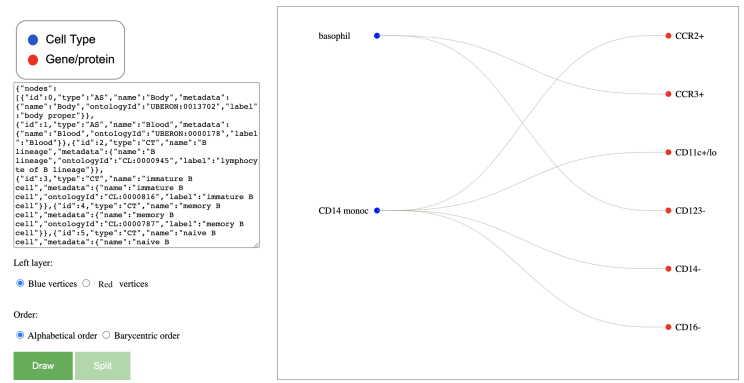 Cell Type
Gene/protein
{"nodes":
[{"id":0,"type":"AS","name":"Body","metadata":
{"name":"Body","ontologyId":"UBERON:0013702","label"
:"body proper"}},
{"id":1,"type":"AS","name":"Blood","metadata":
{"name":"Blood","ontologyId":"UBERON:0000178","label
":"Blood"}},{"id":2,"type":"CT","name":"B
lineage","metadata":{"name":"B
lineage","ontologyId":"CL:0000945","label":"lymphocy
te of B lineage"}},
{"id":3,"type":"CT","name":"immature B
cell","metadata":{"name":"immature B
cell","ontologyId":"CL:0000816","label":"immature B
cell"}},{"id":4,"type":"CT","name":"memory B
cell","metadata":{"name":"memory B
cell","ontologyId":"CL:0000787","label":"memory B
cell"}},{"id":5,"type":"CT","name":"naive B
cell","metadata":{"name":"naive B
Left layer:
Blue vertices Red vertices
Order:
Alphabetical order Barycentric order
Draw Split
basophil
CD14 monoc
CCR2+
CCR3+
CD11c+/lo
CD123-
CD14-
CD16-